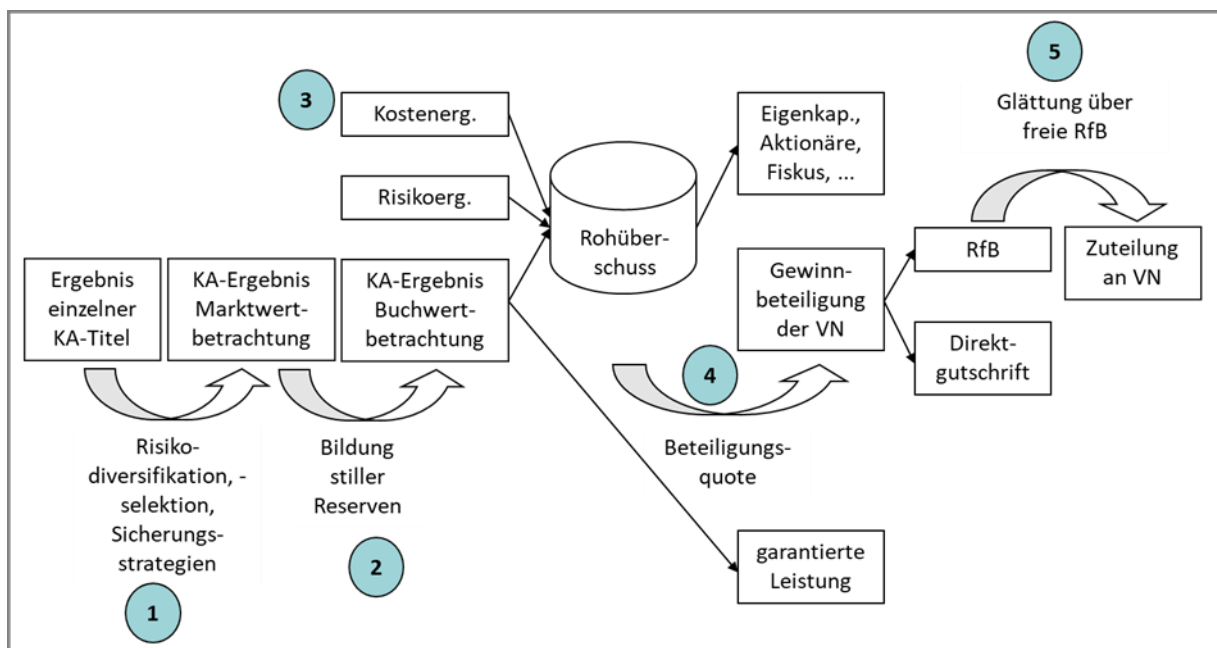 5
Glättung über
freie RfB
3
Kostenerg.
Eigenkap.,
Aktionäre,
Fiskus, ...
Risikoerg.
Rohüber-
schuss
RfB
Zuteilung
an VN
Ergebnis
einzelner
KA-Titel
KA-Ergebnis
Marktwert-
betrachtung
KA-Ergebnis
Buchwert-
betrachtung
Gewinn-
beteiligung
der VN
Direkt-
gutschrift
4
Risiko-
diversifikation, -
selektion,
Sicherungs-
strategien
Bildung
stiller
Reserven
Beteiligungs-
quote
2
garantierte
Leistung
1